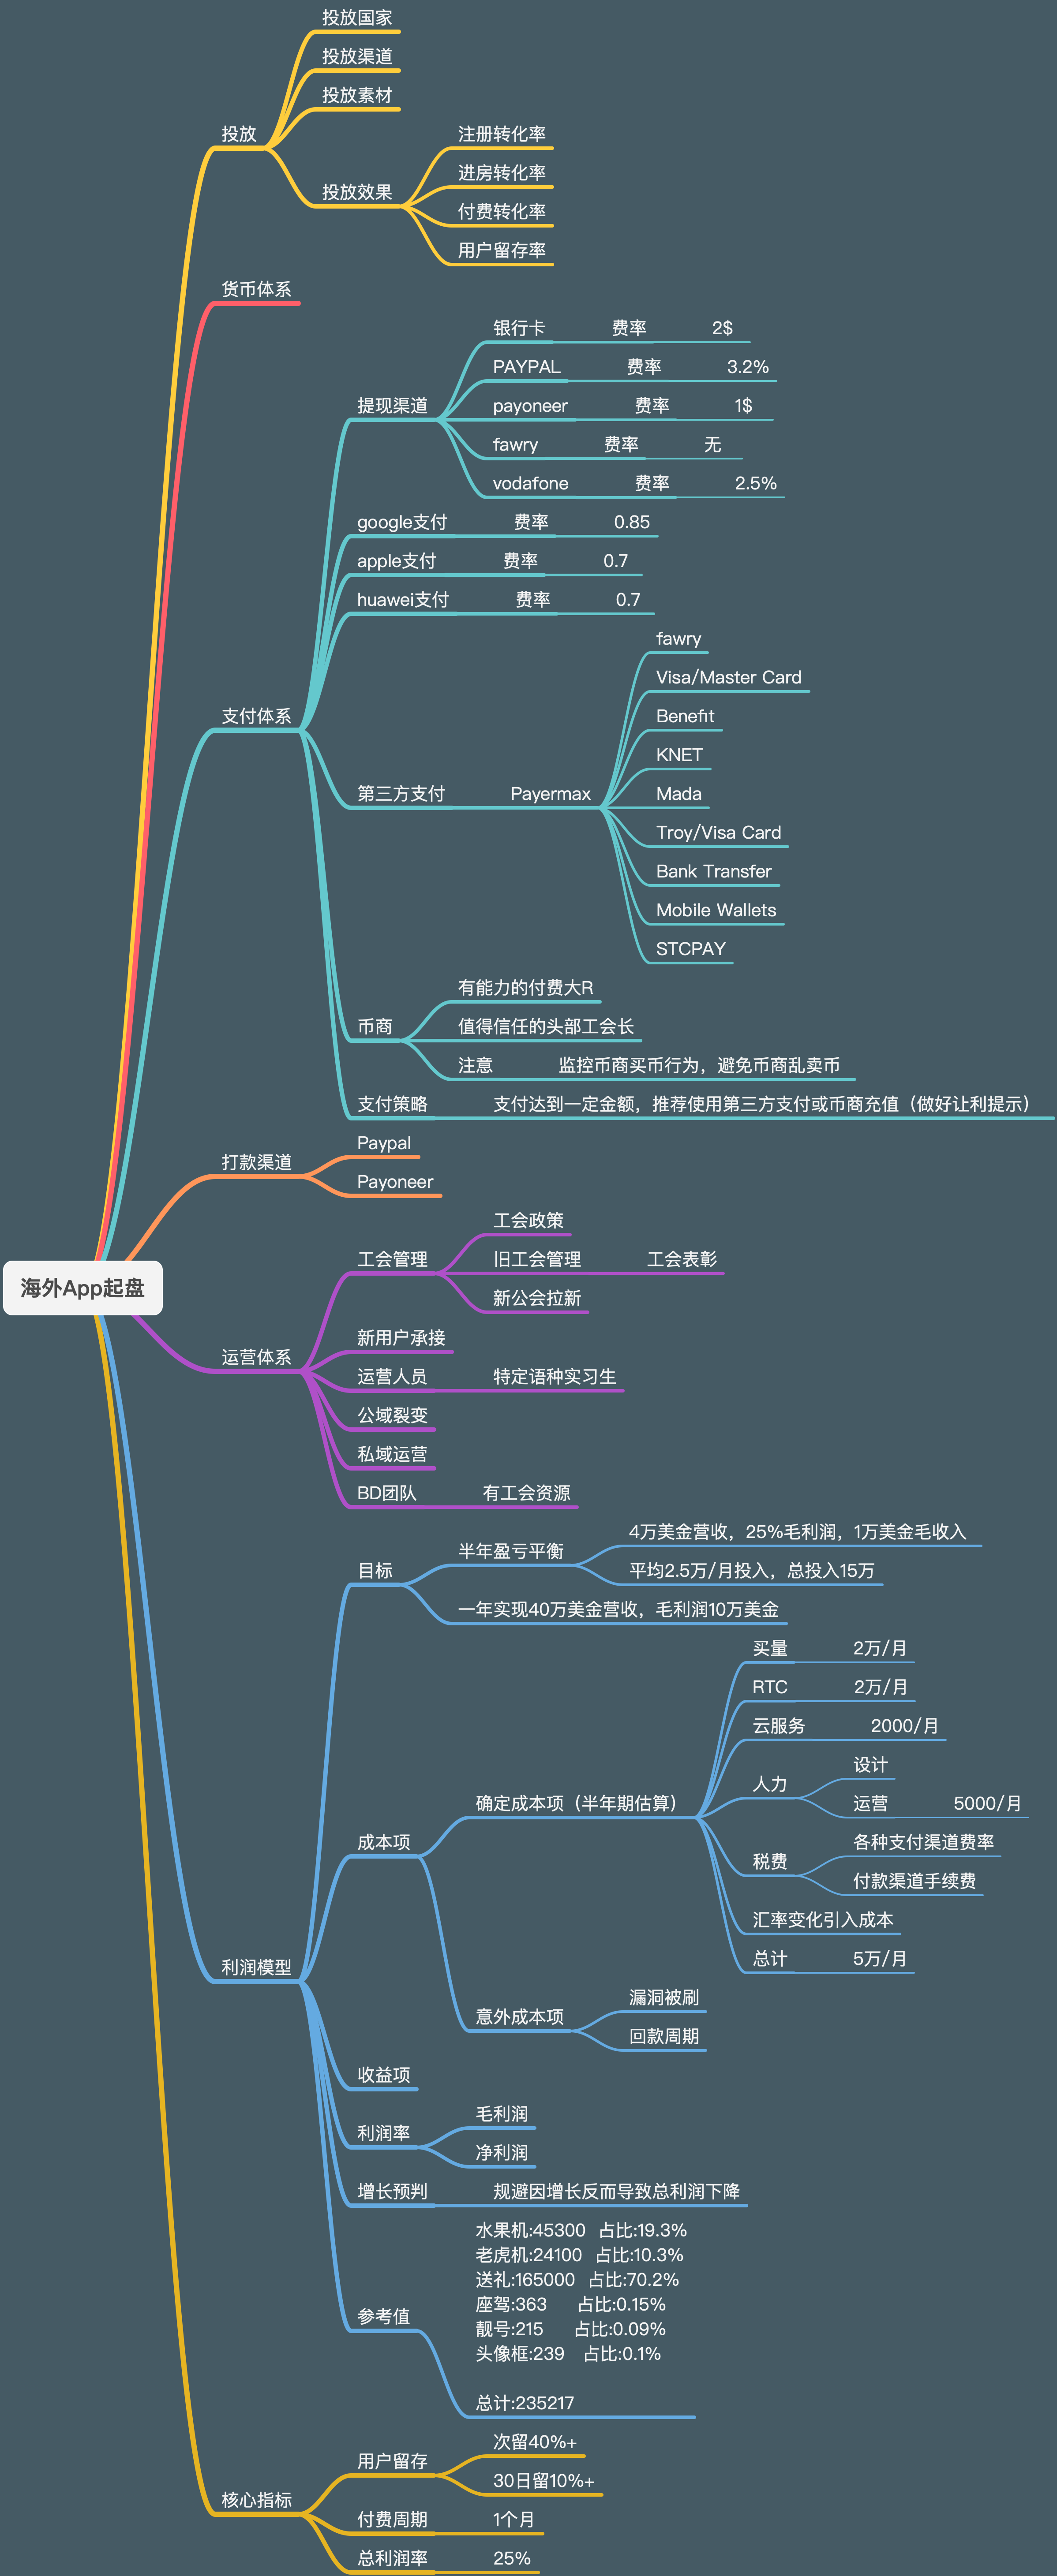 投放国家
投放渠道
投放素材
投放
注册转化率
进房转化率
投放效果
付费转化率
用户留存率
货币体系
银行卡 费率 2$
PAYPAL 费率 3.2%
提现渠道
payoneer 费率 1$
fawry 费率 无
vodafone 费率 2.5%
google支付 费率 0.85
apple支付 费率 0.7
huawei支付 费率 0.7
fawry
Visa/Master Card
支付体系
Benefit
KNET
第三方支付 Payermax
Mada
Troy/Visa Card
Bank Transfer
Mobile Wallets
STCPAY
有能力的付费大R
币商
值得信任的头部工会长
注意 监控币商买币行为，避免币商乱卖币
支付策略 支付达到一定金额，推荐使用第三方支付或币商充值（做好让利提示）
Paypal
打款渠道
Payoneer
海外App起盘
工会政策
工会管理
旧工会管理 工会表彰
新公会拉新
新用户承接
运营体系
运营人员 特定语种实习生
公域裂变
私域运营
BD团队 有工会资源
4万美金营收，25%毛利润，1万美金毛收入
半年盈亏平衡
目标
平均2.5万/月投入，总投入15万
一年实现40万美金营收，毛利润10万美金
买量 2万/月
RTC 2万/月
云服务 2000/月
设计
人力
确定成本项（半年期估算）
运营 5000/月
成本项
各种支付渠道费率
税费
付款渠道手续费
汇率变化引入成本
总计 5万/月
利润模型
漏洞被刷
意外成本项
回款周期
收益项
毛利润
利润率
净利润
增长预判 规避因增长反而导致总利润下降
水果机:45300 占比:19.3%
老虎机:24100 占比:10.3%
送礼:165000 占比:70.2%
座驾:363 占比:0.15%
参考值
靓号:215 占比:0.09%
头像框:239 占比:0.1%
总计:235217
次留40%+
用户留存
30日留10%+
核心指标
付费周期 1个月
总利润率 25%